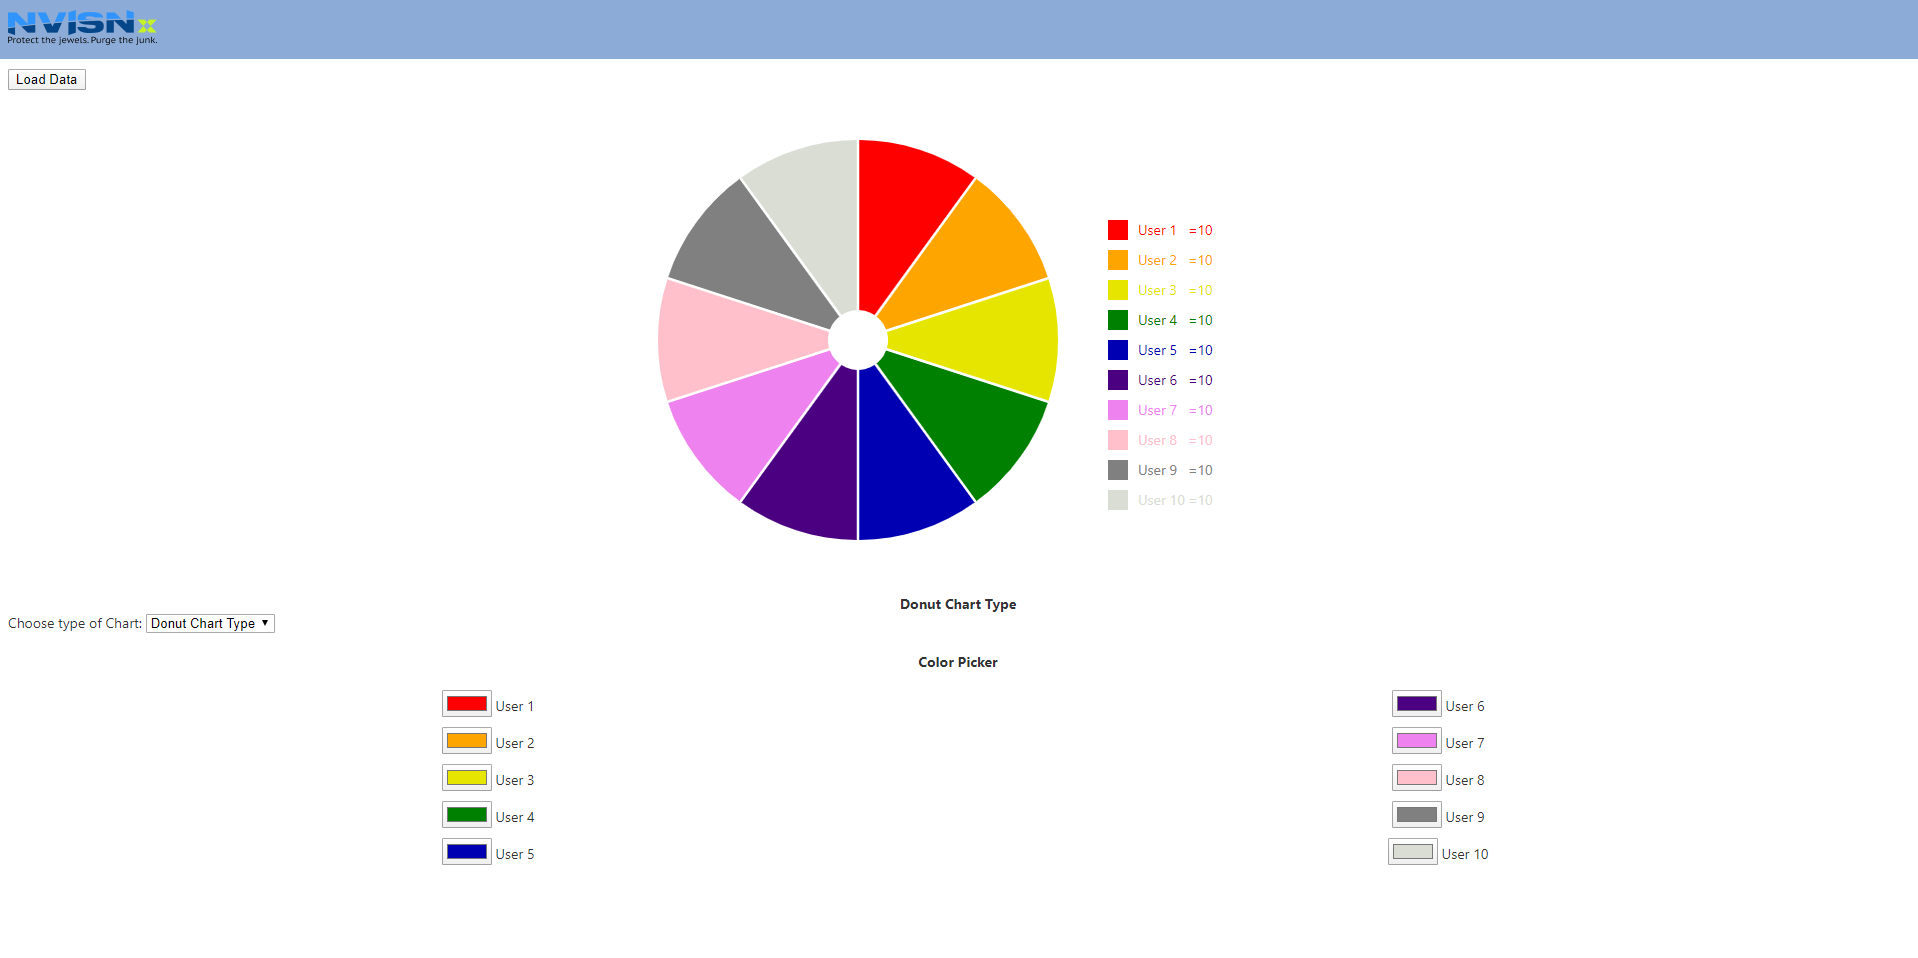 NVISNx
Protect the jewels. Purge the junk.
Load Data
User 1 =10
User 2 =10
User 3 =10
User 4 =10
User 5 =10
User 6 =10
User 7 =10
User 8 =10
User 9 =10
User 10 =10
Donut Chart Type
Choose type of Chart: Donut Chart Type
Color Picker
User 1
User 2
User 3
User 4
User 5
User 6
User 7
User 8
User 9
User 10